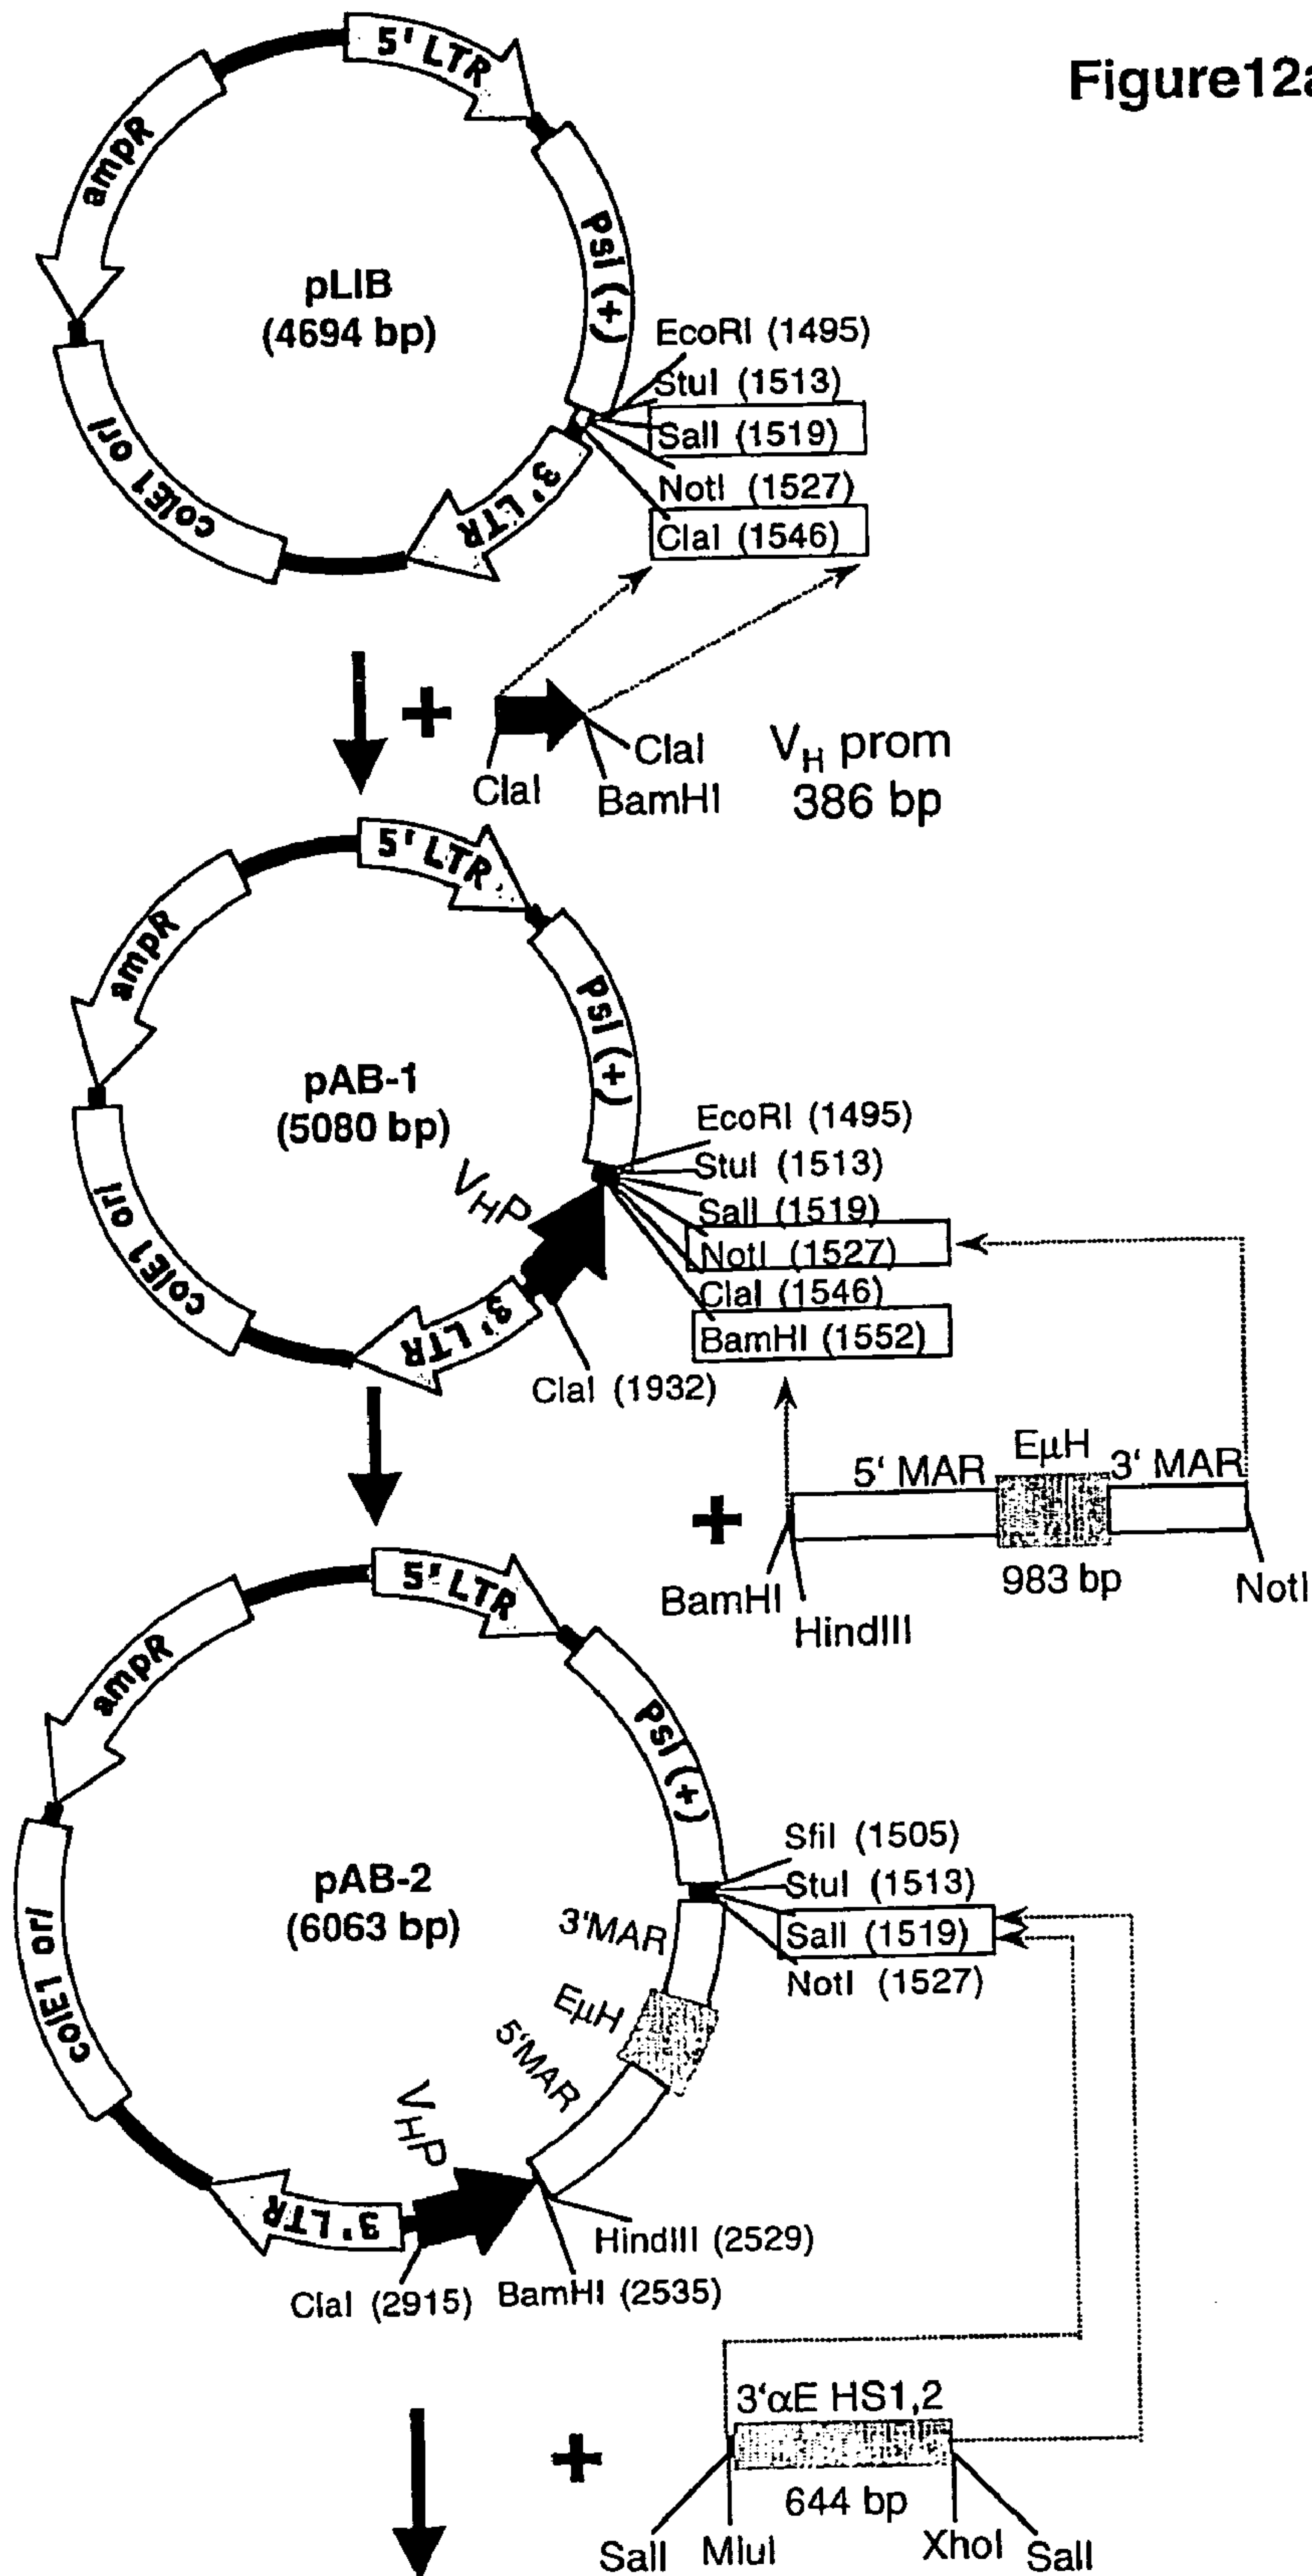 Figure12a
5' LTR
ampR
Psi (+)
pLIB
(4694 bp)
EcoRI (1495)
StuI (1513)
SalI (1519)
NotI (1527)
ClaI (1546)
colE1 ori
3' LTR
ClaI
ClaI
BamHI
VH prom
386 bp
5' LTR
ampR
Psi (+)
pAB-1
(5080 bp)
VHP
EcoRI (1495)
StuI (1513)
SalI (1519)
NotI (1527)
ClaI (1546)
BamHI (1552)
colE1 ori
3' LTR
ClaI (1932)
+
+
5' MAR
EμH
3' MAR
983 bp
BamHI
HindIII
NotI
5' LTR
ampR
Psi (+)
pAB-2
(6063 bp)
SfiI (1505)
StuI (1513)
SalI (1519)
NotI (1527)
3'MAR
EμH
5'MAR
colE1 ori
VHP
3' LTR
HindIII (2529)
BamHI (2535)
ClaI (2915)
+
3'αE HS1,2
644 bp
SalI
MluI
XhoI
SalI